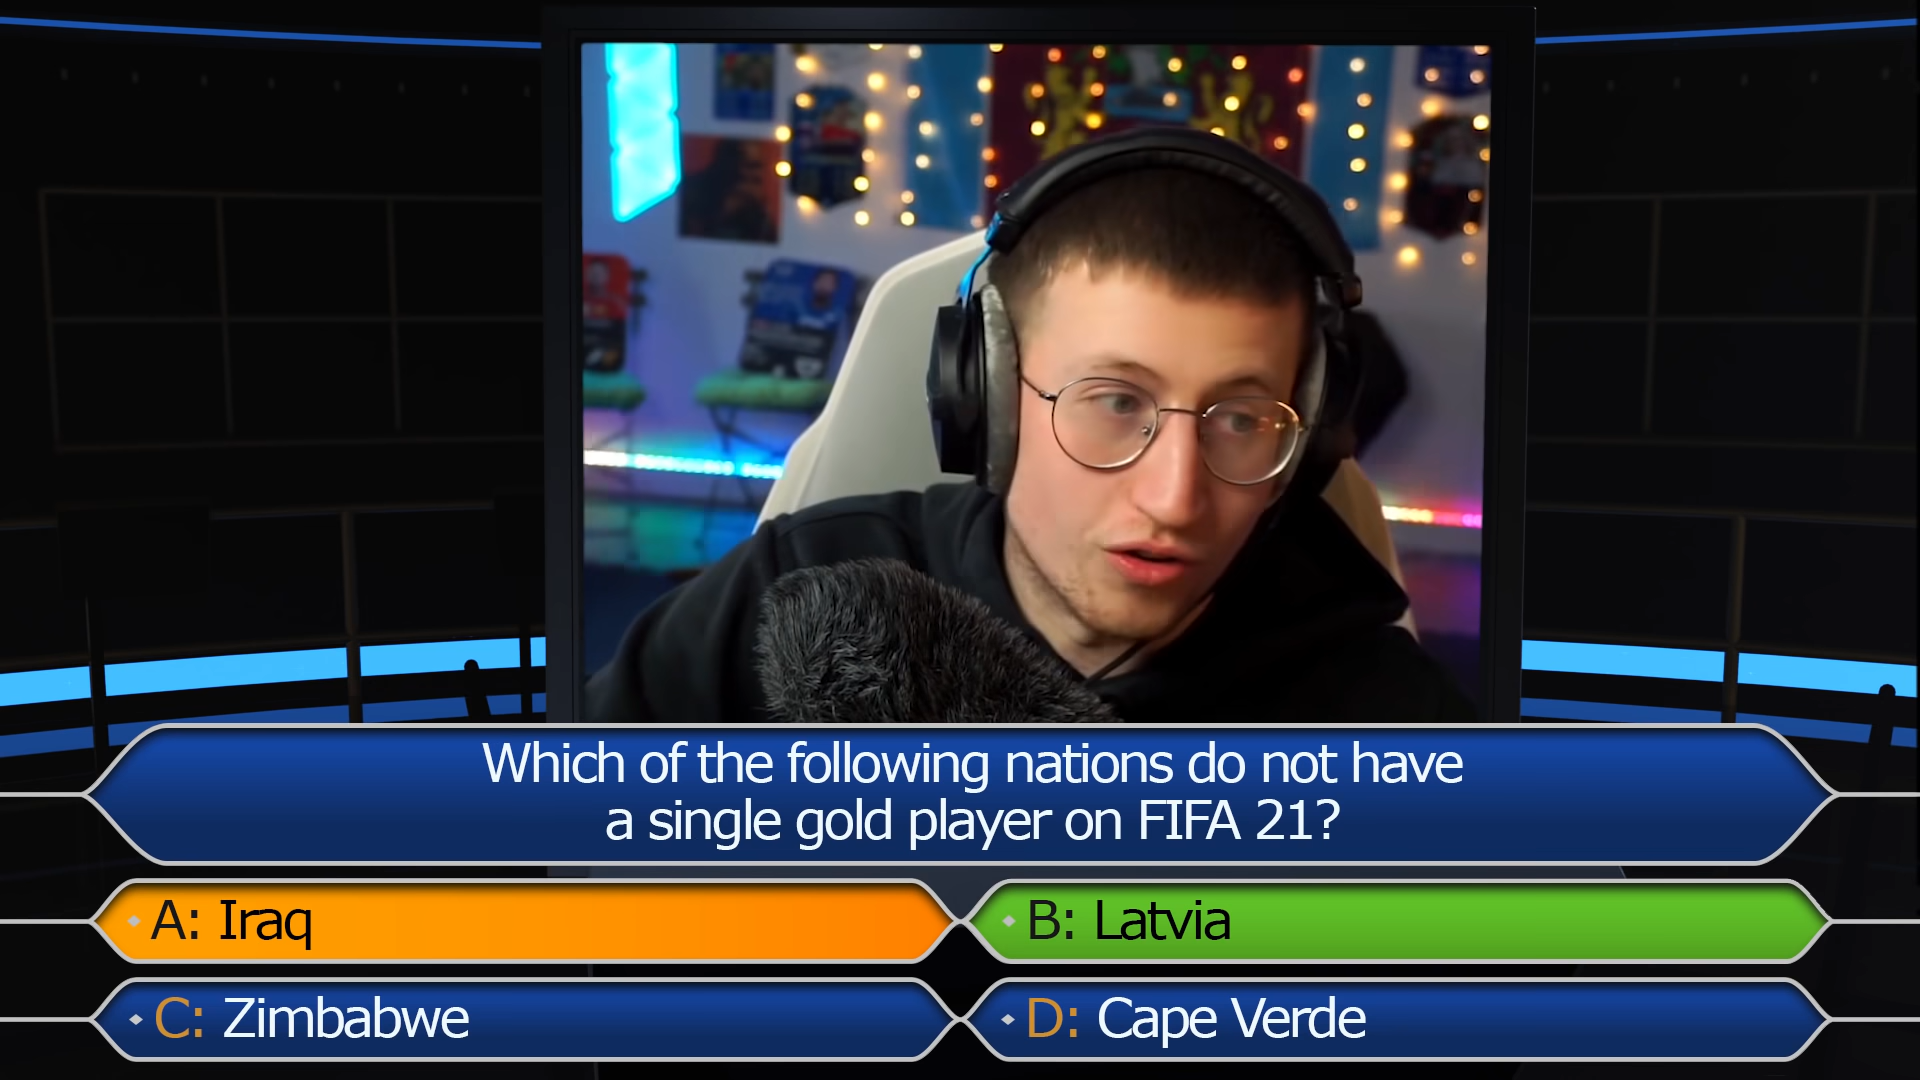 Which of the following nations do not have
a single gold player on FIFA 21?
A: Iraq
B: Latvia
C: Zimbabwe
D: Cape Verde